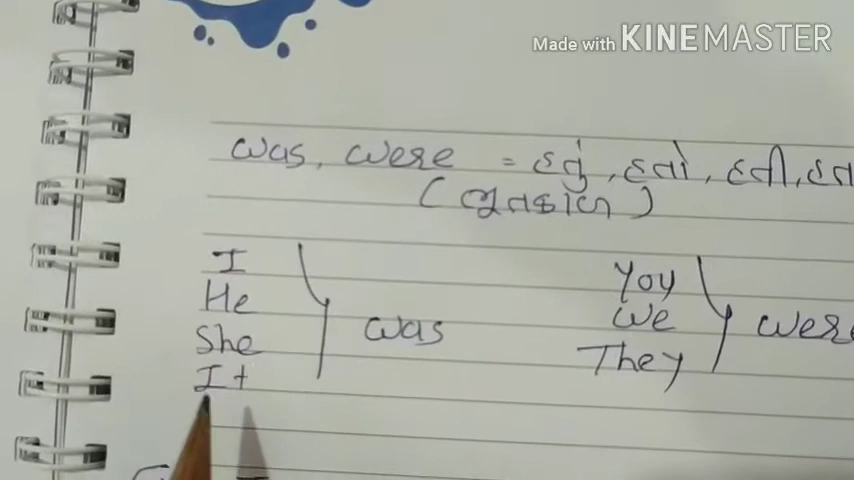 Made with KINEMASTER
was, were = હતું, હતો, હતી, હતા
(ભૂતકાળ)
I
He
She
It
was
You
We
They
were